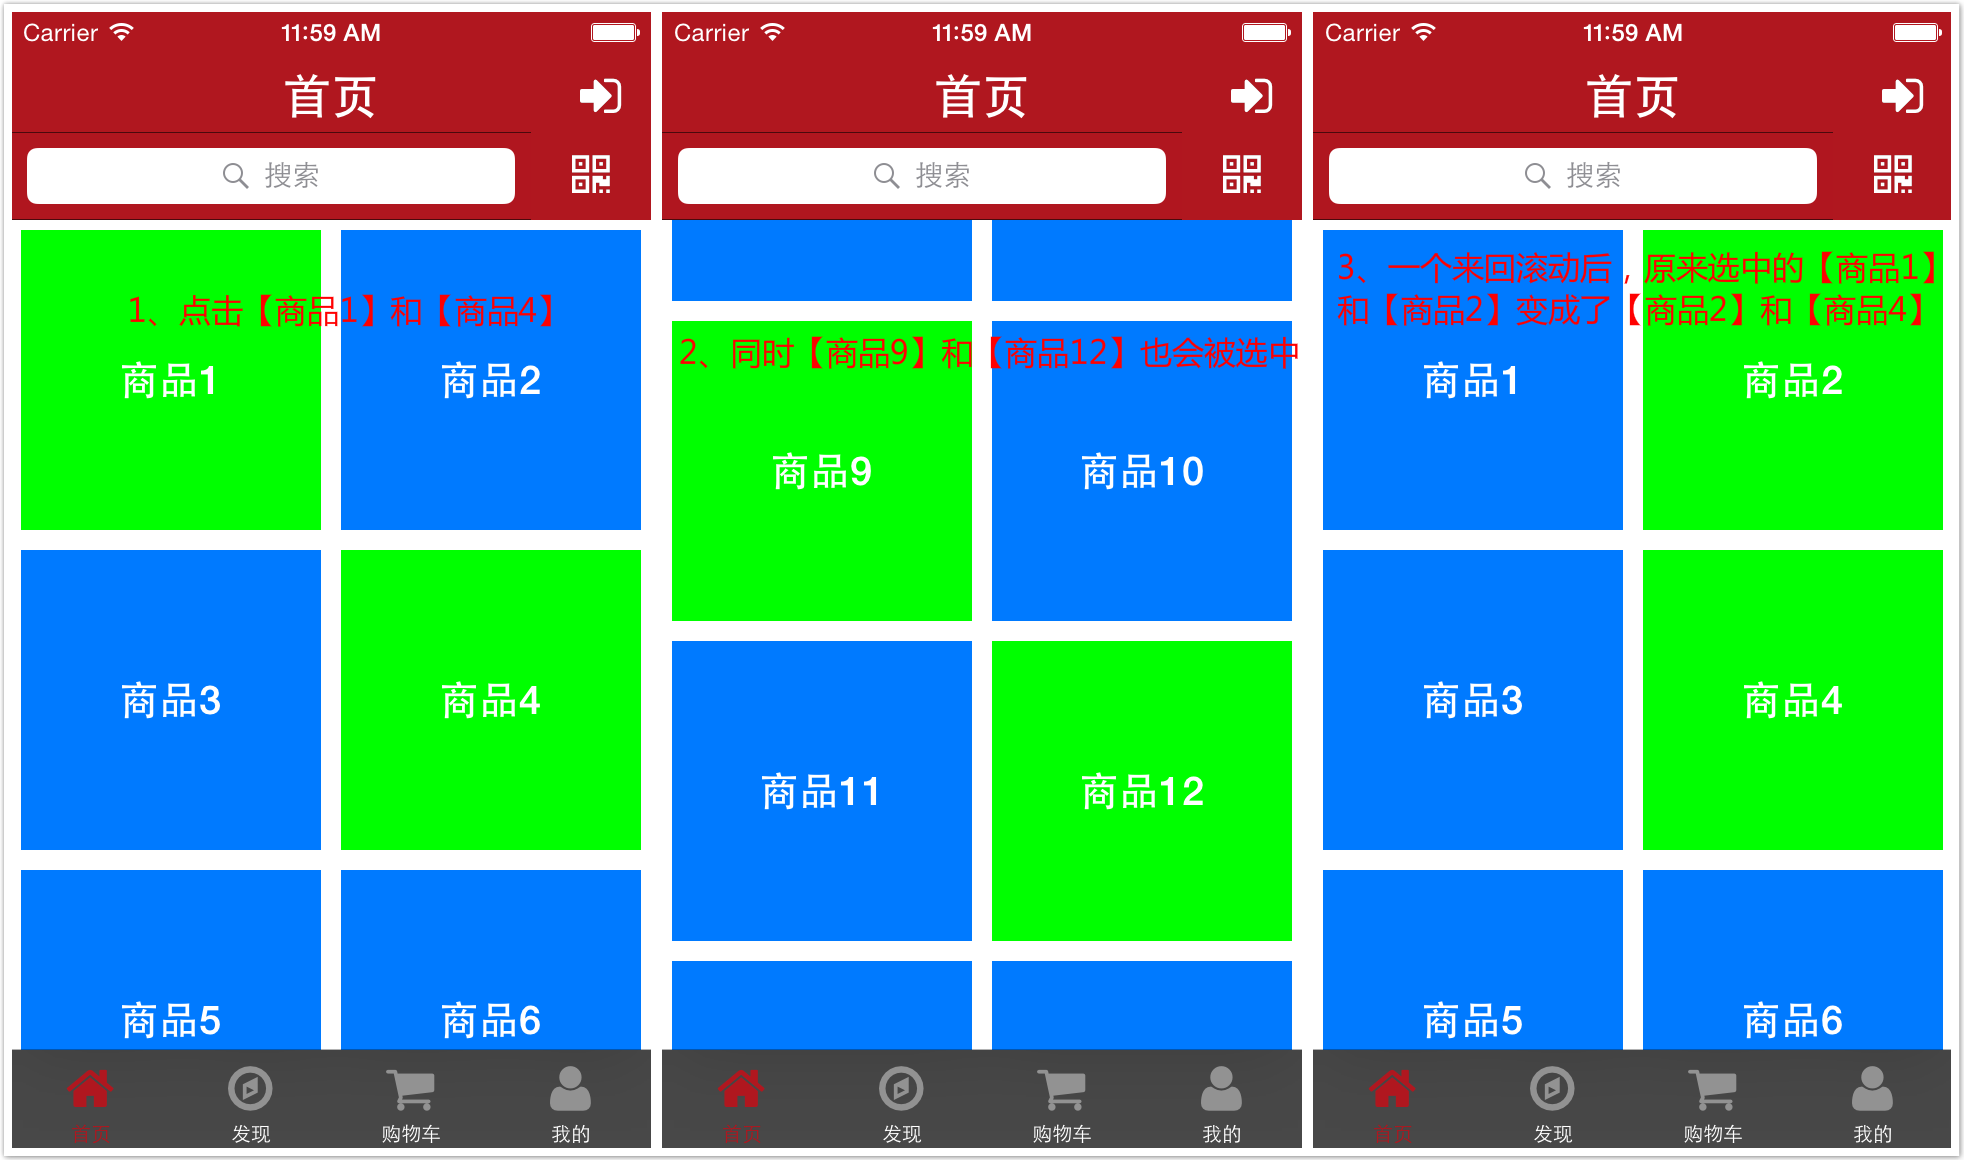 Carrier 11:59 AM
首页
搜索
1、点击【商品1】和【商品4】
商品1 商品2
商品3 商品4
商品5 商品6
首页 发现 购物车 我的
Carrier 11:59 AM
首页
搜索
2、同时【商品9】和【商品12】也会被选中
商品9 商品10
商品11 商品12
首页 发现 购物车 我的
Carrier 11:59 AM
首页
搜索
3、一个来回滚动后，原来选中的【商品1】
和【商品2】变成了【商品2】和【商品4】
商品1 商品2
商品3 商品4
商品5 商品6
首页 发现 购物车 我的